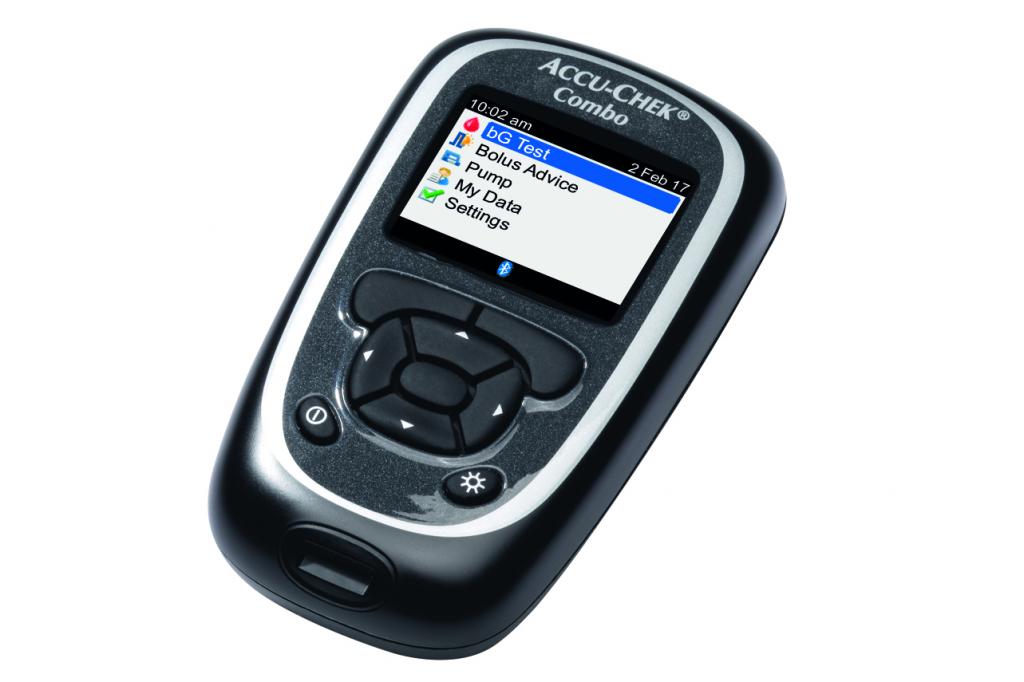 ACCU-CHEK®
Combo
10:02 am
2 Feb 17
bG Test
Bolus Advice
Pump
My Data
Settings